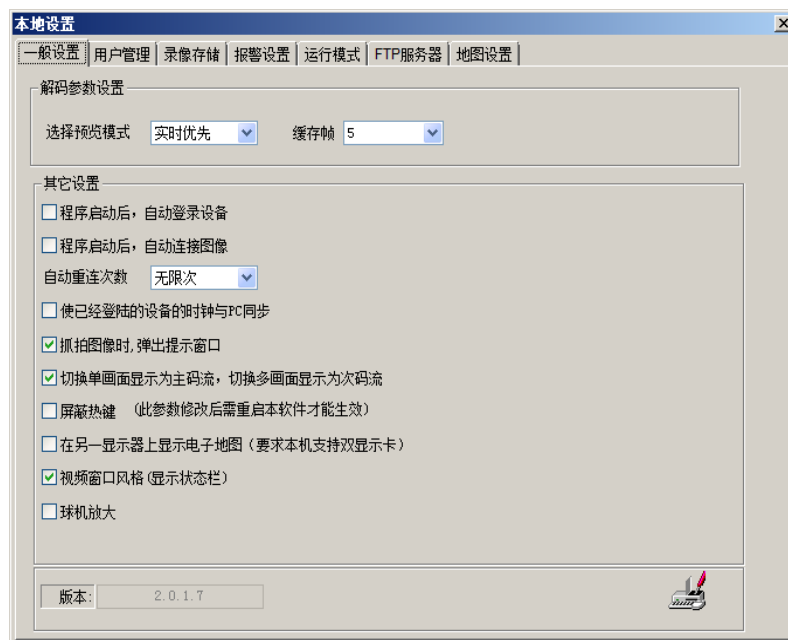 本地设置
一般设置 用户管理 录像存储 报警设置 运行模式 FTP服务器 地图设置
解码参数设置
选择预览模式 实时优先 缓存帧 5
其它设置
程序启动后，自动登录设备
程序启动后，自动连接图像
自动重连次数 无限次
使已经登陆的设备的时钟与PC同步
抓拍图像时,弹出提示窗口
切换单画面显示为主码流，切换多画面显示为次码流
屏蔽热键 (此参数修改后需重启本软件才能生效)
在另一显示器上显示电子地图(要求本机支持双显示卡)
视频窗口风格(显示状态栏)
球机放大
版本: 2.0.1.7